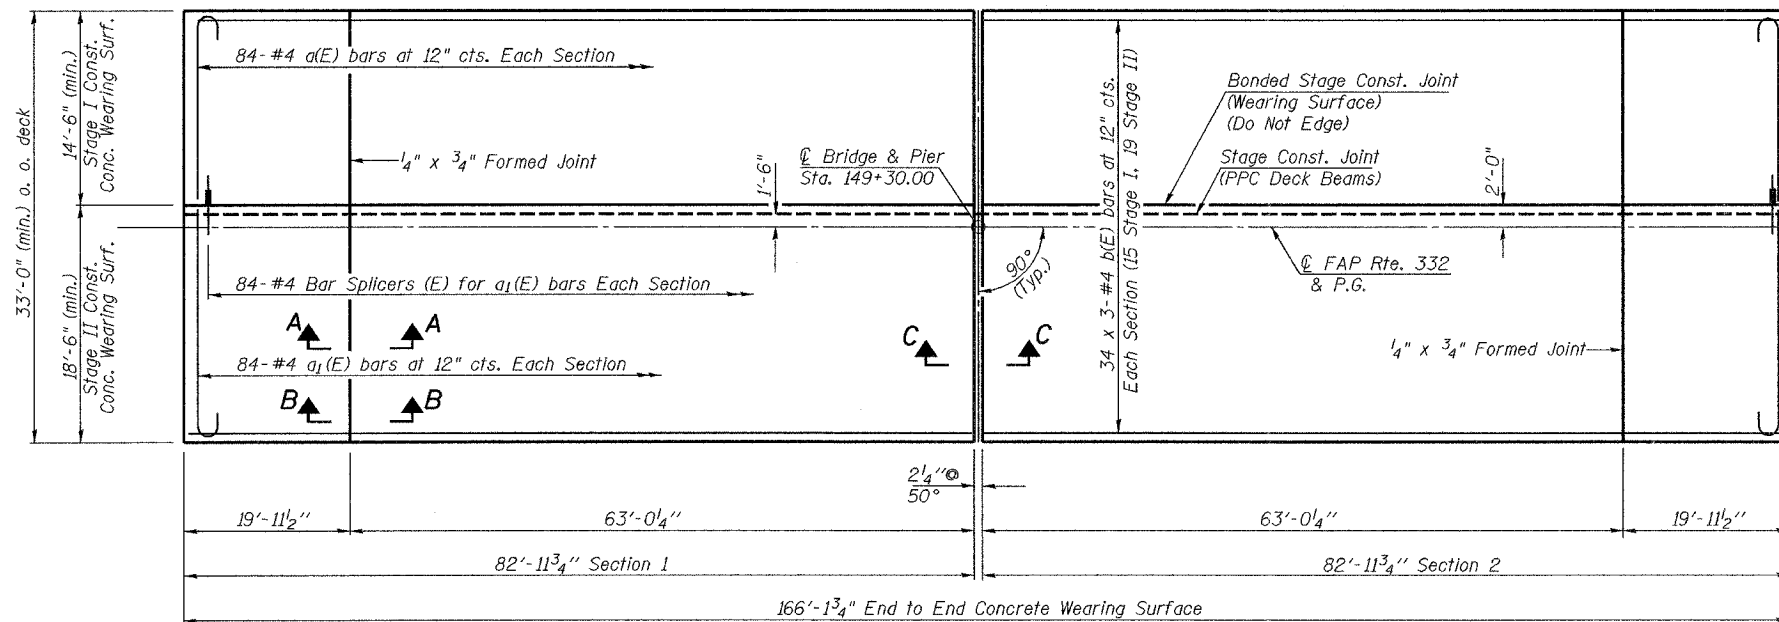 33'-0" (min.) o. o. deck
14'-6" (min.)
Stage I Const.
Conc. Wearing Surf.
18'-6" (min.)
Stage II Const.
Conc. Wearing Surf.
84-#4 a(E) bars at 12" cts. Each Section
1/4" x 3/4" Formed Joint
84-#4 Bar Splicers (E) for a1(E) bars Each Section
A A
84-#4 a1(E) bars at 12" cts. Each Section
B B
1'-6"
℄ Bridge & Pier
Sta. 149+30.00
C C
90°
(Typ.)
34 x 3-#4 b(E) bars at 12" cts.
Each Section (15 Stage I, 19 Stage II)
Bonded Stage Const. Joint
(Wearing Surface)
(Do Not Edge)
Stage Const. Joint
(PPC Deck Beams)
2'-0"
℄ FAP Rte. 332
& P.G.
1/4" x 3/4" Formed Joint
2 1/4" @
50°
19'-11 1/2"
63'-0 1/4"
63'-0 1/4"
19'-11 1/2"
82'-11 3/4" Section 1
82'-11 3/4" Section 2
166'-1 3/4" End to End Concrete Wearing Surface